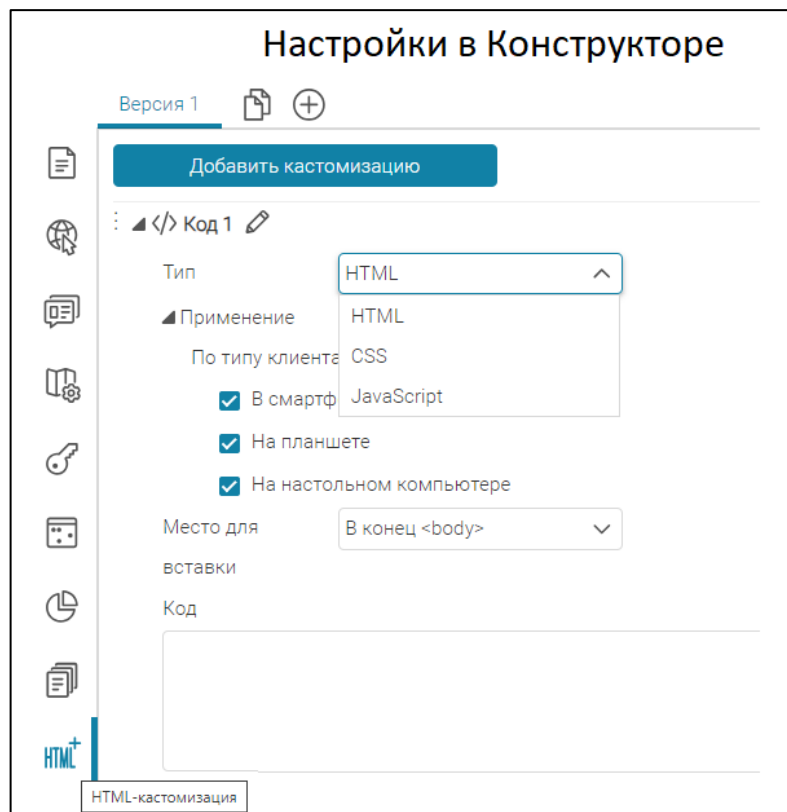 Настройки в Конструкторе
Версия 1
Добавить кастомизацию
</> Код 1
Тип
HTML
Применение
HTML
По типу клиента
CSS
В смартф
JavaScript
На планшете
На настольном компьютере
Место для
вставки
В конец <body>
Код
HTML+
HTML-кастомизация